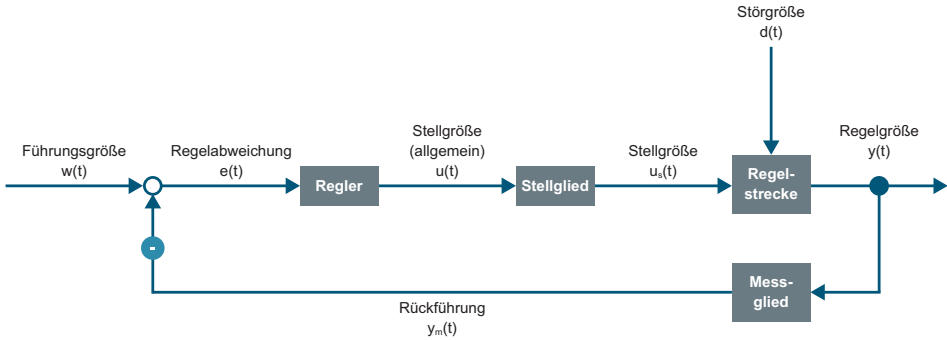 Störgröße
d(t)
Führungsgröße
w(t)
Regelabweichung
e(t)
Regler
Stellgröße
(allgemein)
u(t)
Stellglied
Stellgröße
uₛ(t)
Regel-
strecke
Regelgröße
y(t)
-
Mess-
glied
Rückführung
yₘ(t)